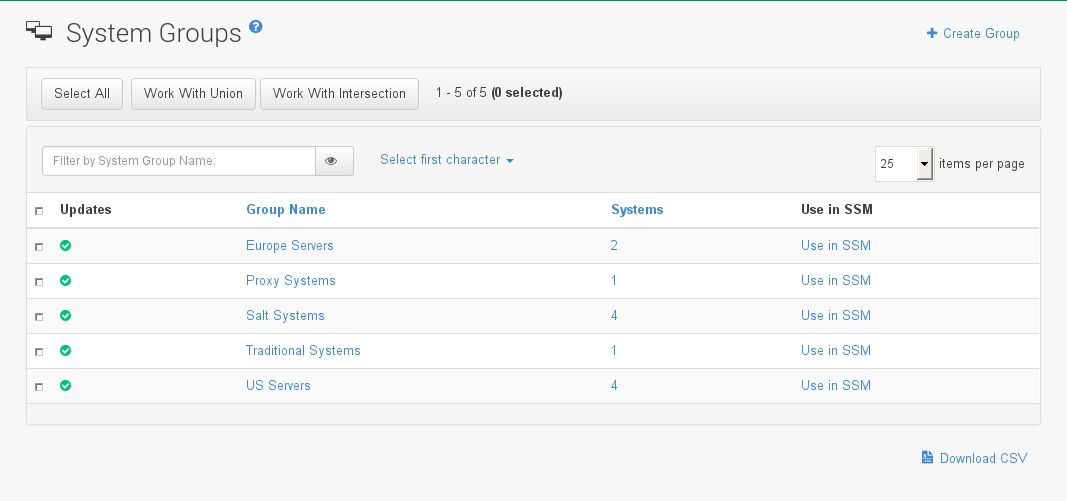 System Groups ?
Create Group
Select All Work With Union Work With Intersection 1 - 5 of 5 (0 selected)
Filter by System Group Name: Select first character 25 items per page
Updates Group Name Systems Use in SSM
Europe Servers 2 Use in SSM
Proxy Systems 1 Use in SSM
Salt Systems 4 Use in SSM
Traditional Systems 1 Use in SSM
US Servers 4 Use in SSM
Download CSV